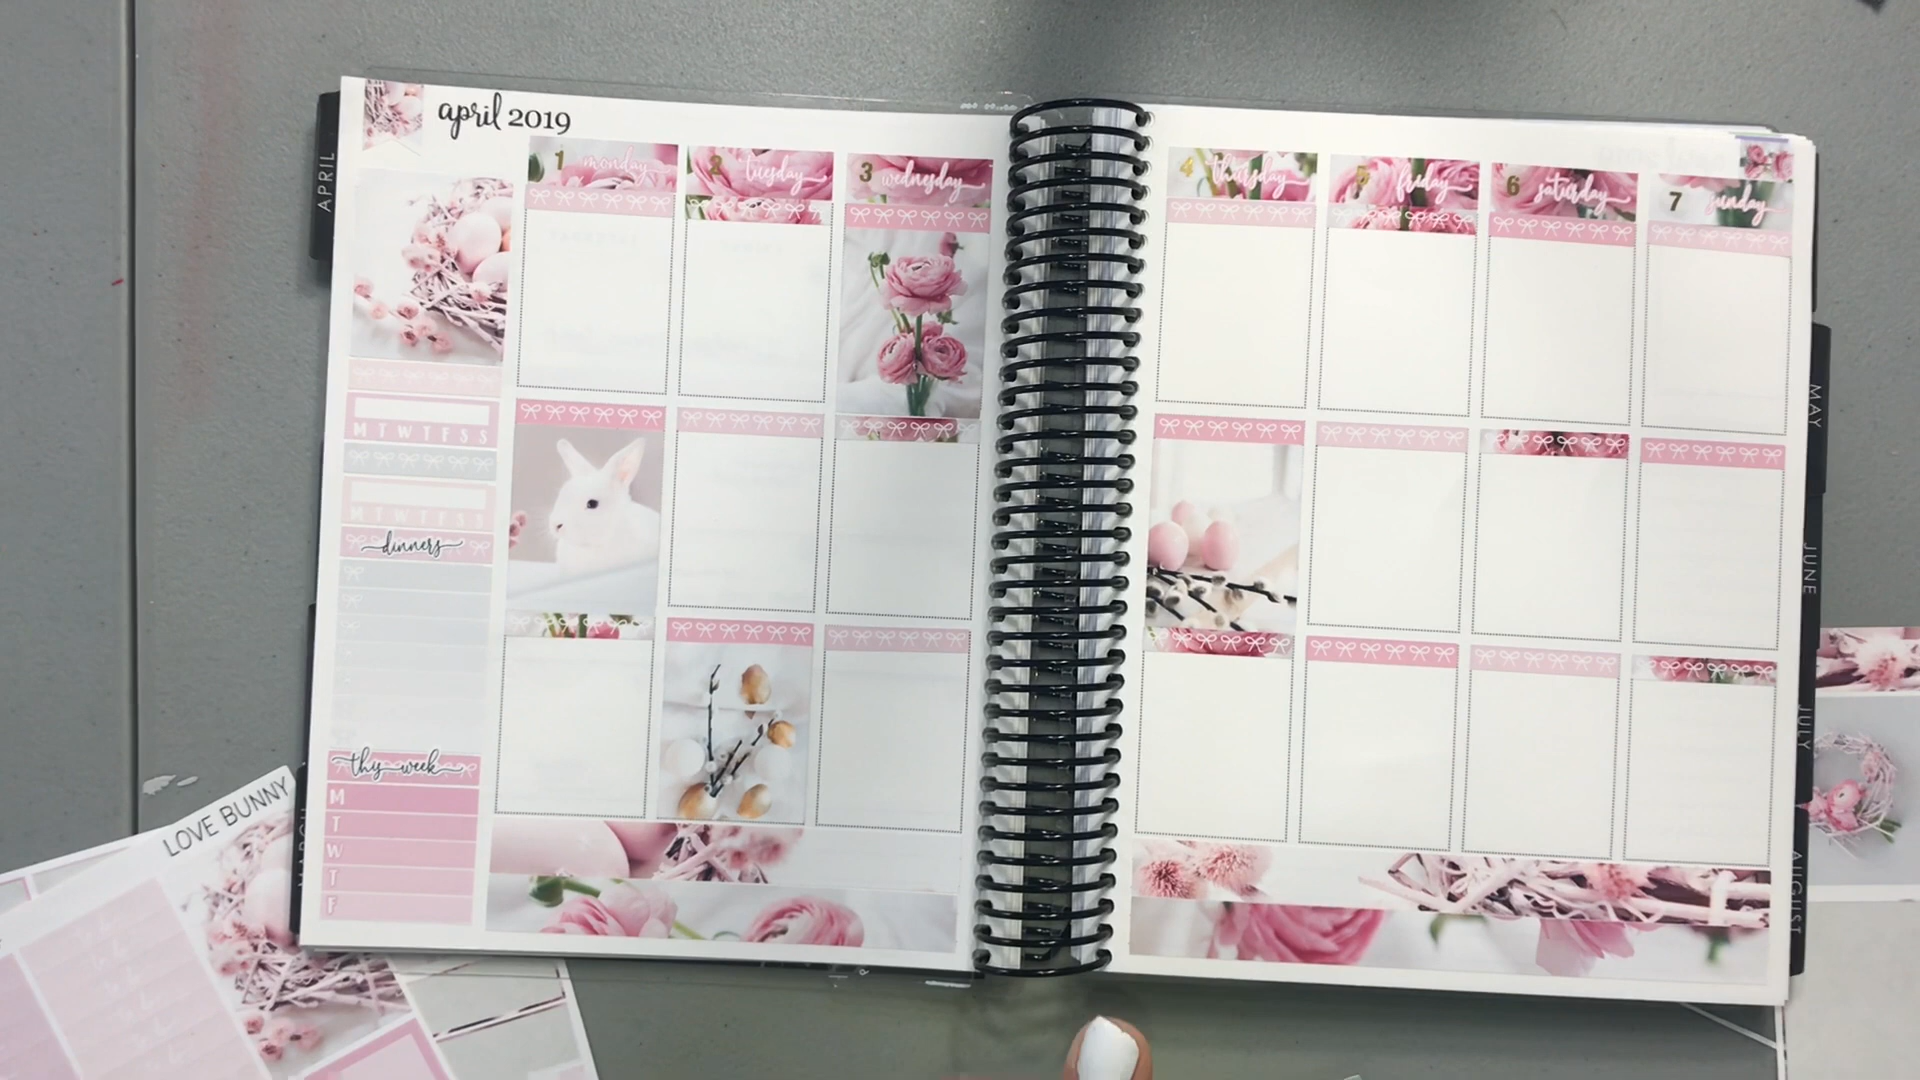 april 2019
1 monday
2 tuesday
3 wednesday
4 thursday
5 friday
6 saturday
7 sunday
APRIL
M T W T F S S
M T W T F S S
dinners
thy week
M
T
W
T
F
LOVE BUNNY
MARCH
MAY
JUNE
JULY
AUGUST